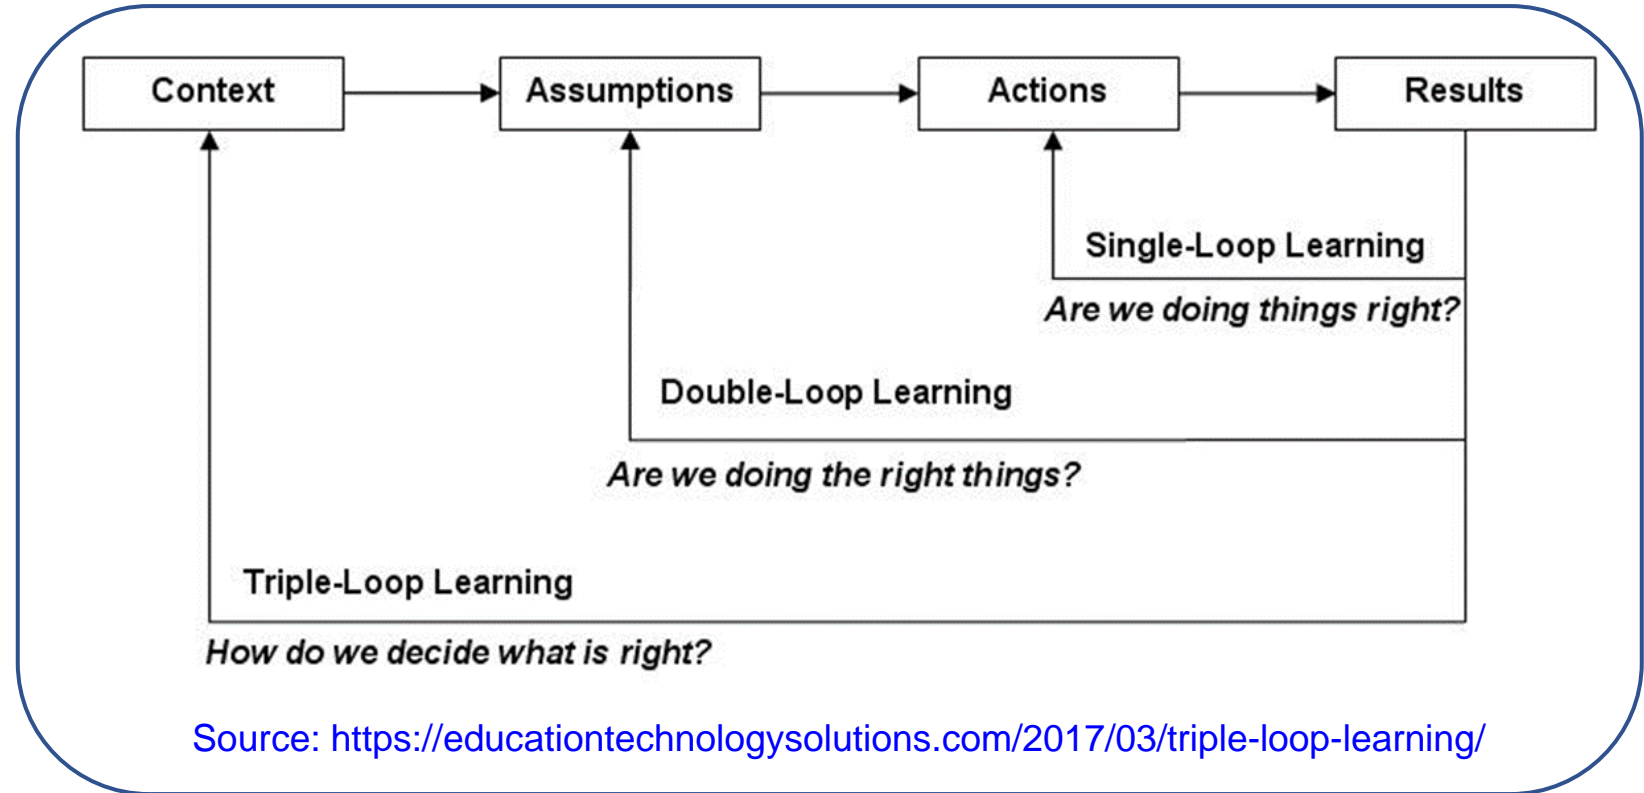 Context
Assumptions
Actions
Results
Single-Loop Learning
Are we doing things right?
Double-Loop Learning
Are we doing the right things?
Triple-Loop Learning
How do we decide what is right?
Source: https://educationtechnologysolutions.com/2017/03/triple-loop-learning/